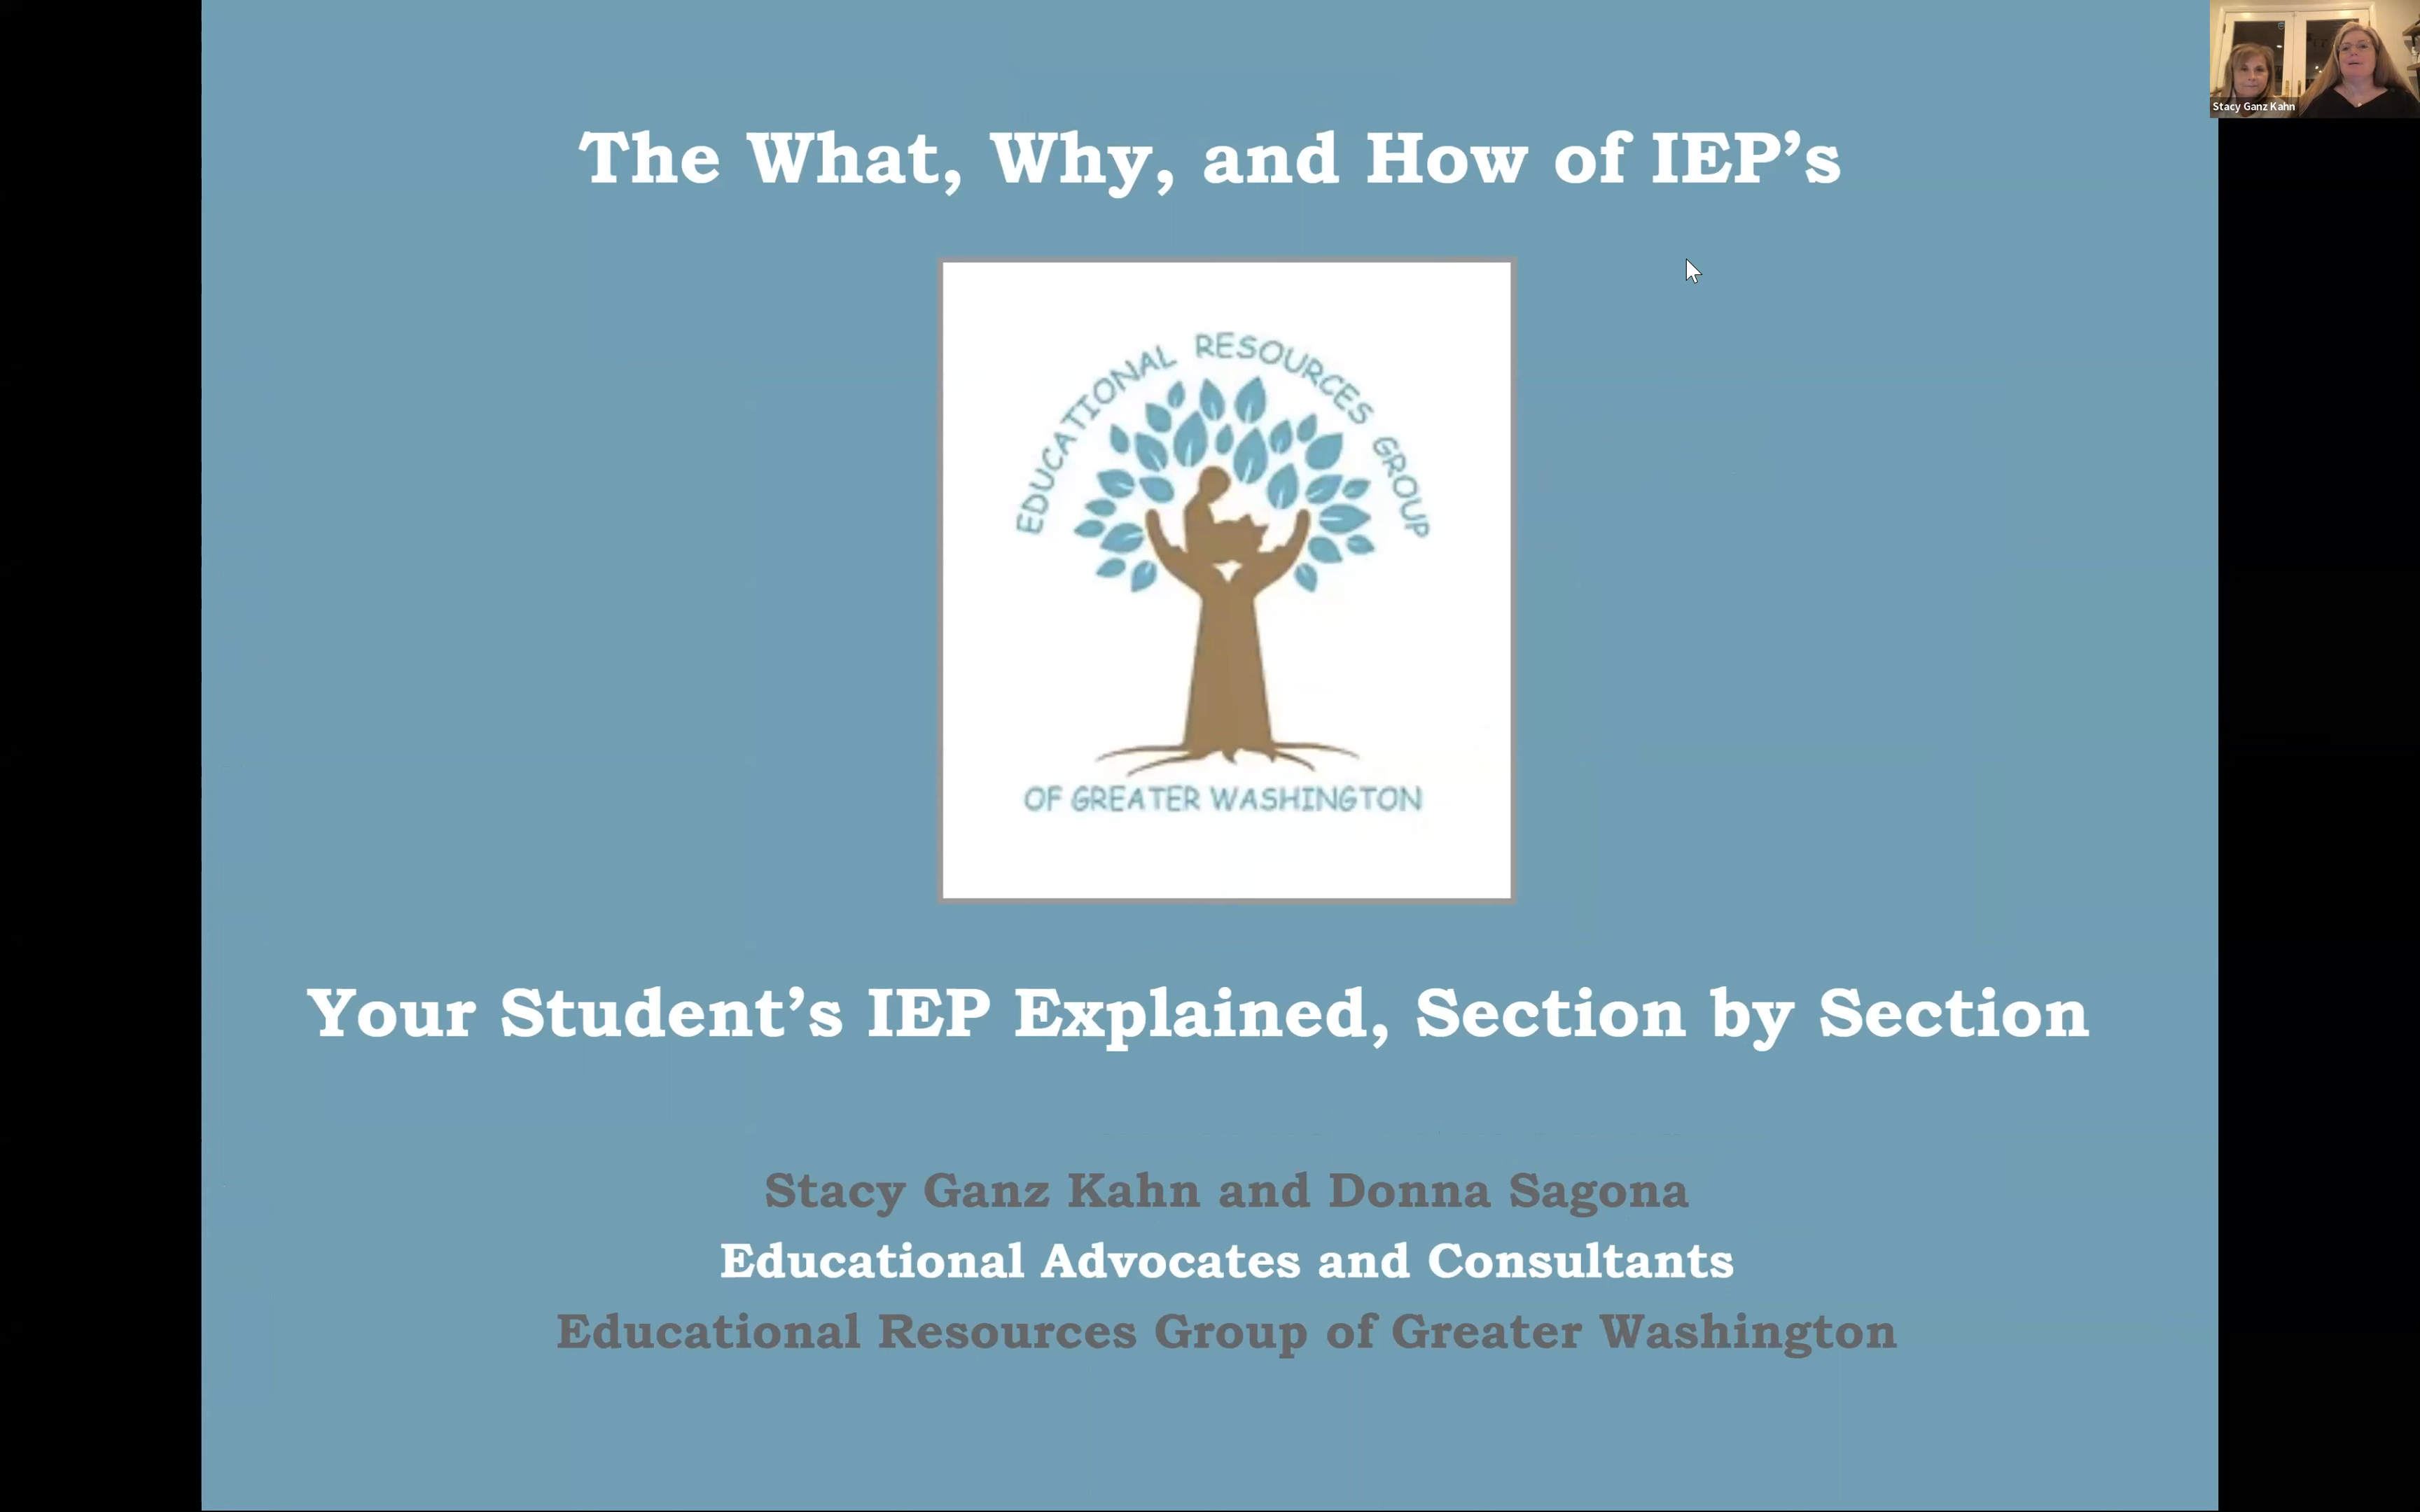 The What, Why, and How of IEP’s
Stacy Ganz Kahn
EDUCATIONAL RESOURCES GROUP
OF GREATER WASHINGTON
Your Student’s IEP Explained, Section by Section
Stacy Ganz Kahn and Donna Sagona
Educational Advocates and Consultants
Educational Resources Group of Greater Washington